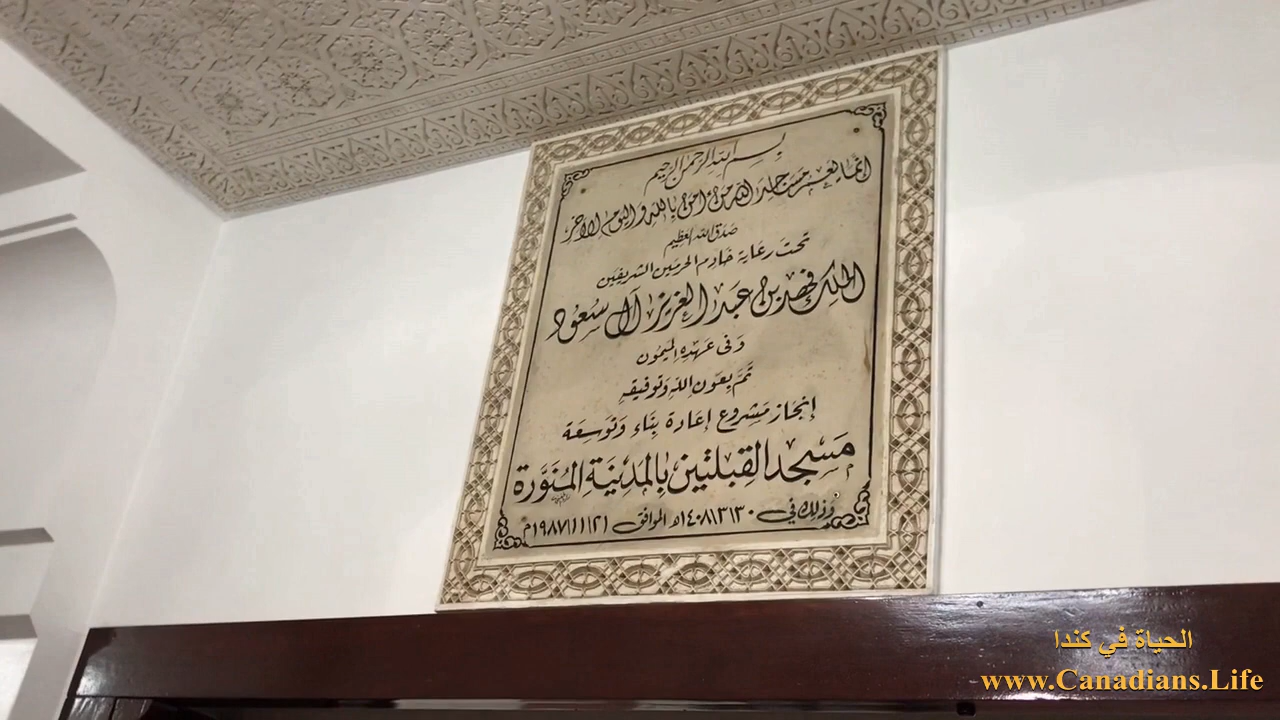 بسم الله الرحمن الرحيم
انما يعمر مساجد الله من امن بالله واليوم الاخر
صدق الله العظيم
تحت رعاية خادم الحرمين الشريفين
الملك فهد بن عبد العزيز آل سعود
وفى عهده الميمون
تم بعون الله وتوفيقه
إنجاز مشروع إعادة بناء وتوسعة
مسجد القبلتين بالمدينة المنورة
وذلك في ١٤٠٨/٣/٣٠هـ الموافق ١٩٨٧/١١/٢١م
الحياة في كندا
www.Canadians.Life